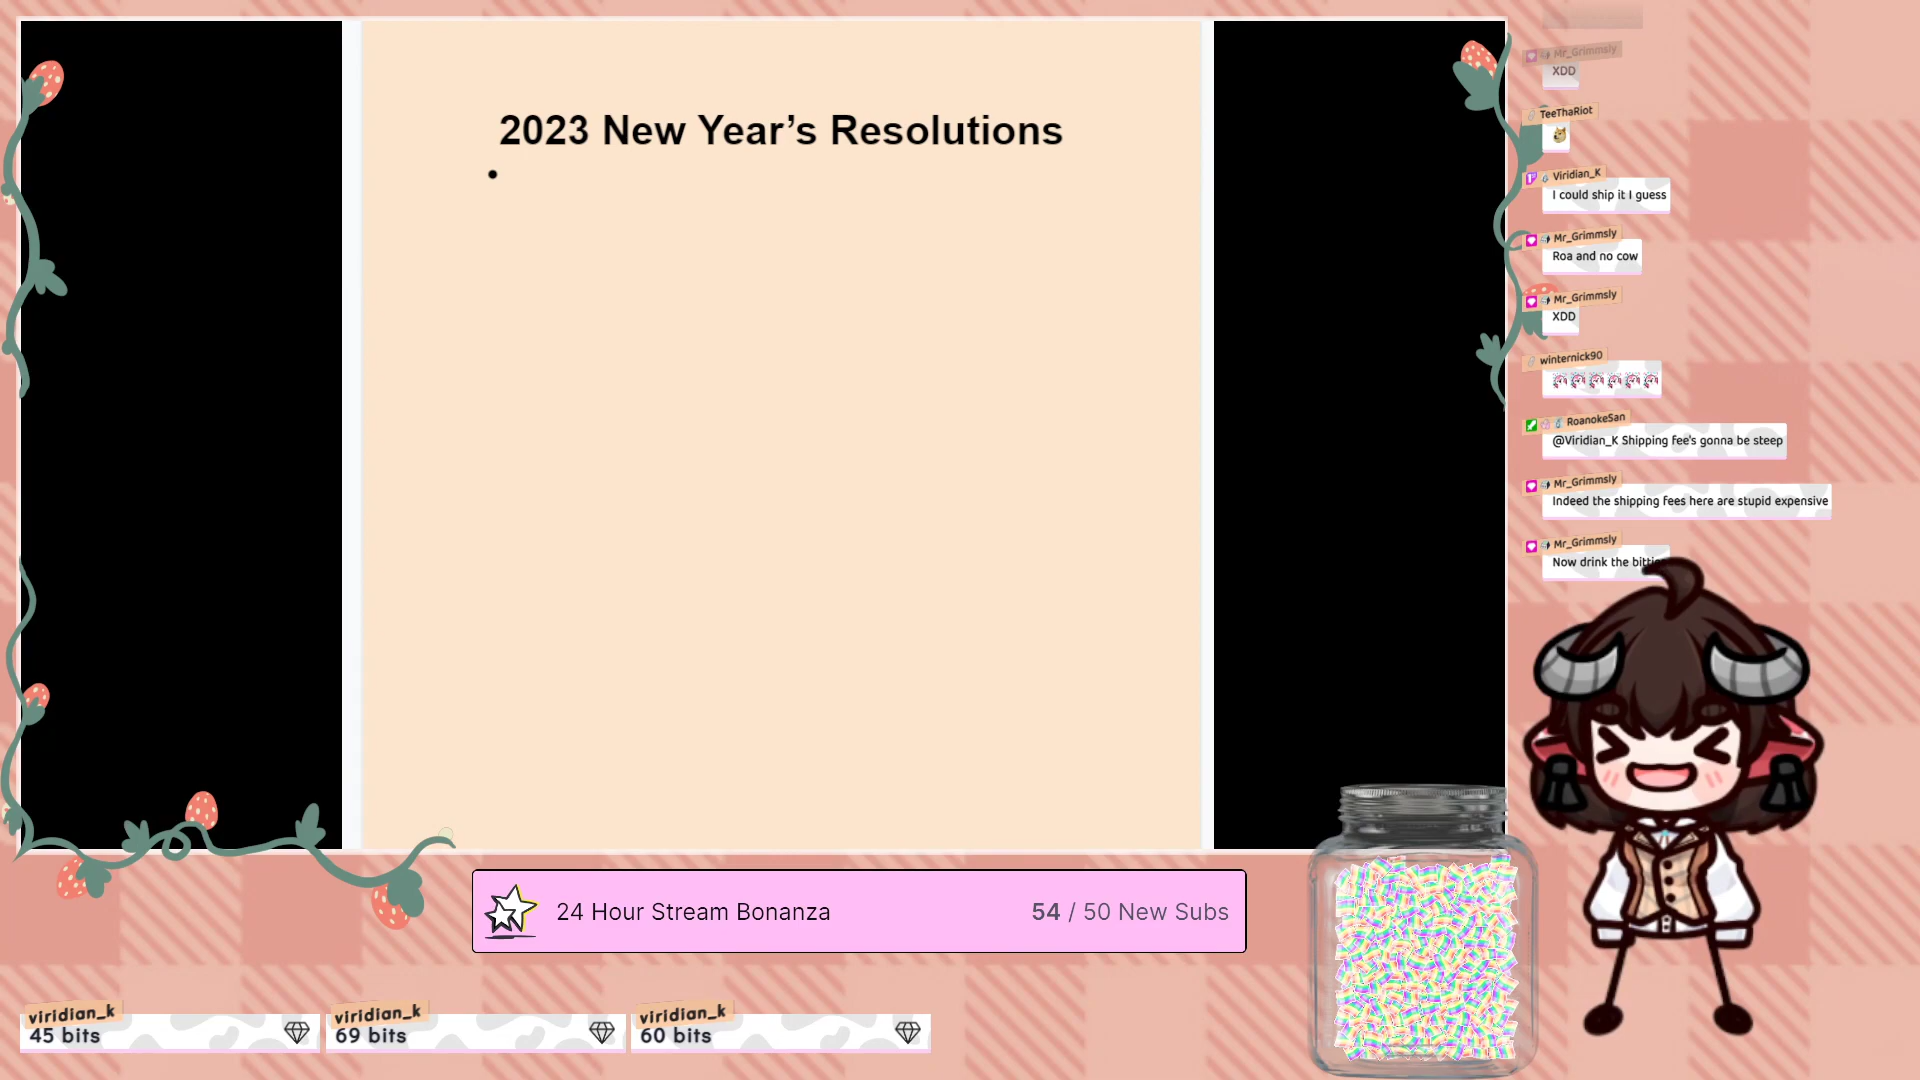 2023 New Year’s Resolutions
•
Mr_Grimmsly
XDD
TeeThaRiot
Viridian_K
I could ship it I guess
Mr_Grimmsly
Roa and no cow
Mr_Grimmsly
XDD
winternick90
RoanokeSan
@Viridian_K Shipping fee's gonna be steep
Mr_Grimmsly
Indeed the shipping fees here are stupid expensive
Mr_Grimmsly
Now drink the
24 Hour Stream Bonanza
54 / 50 New Subs
viridian_k
45 bits
viridian_k
69 bits
viridian_k
60 bits